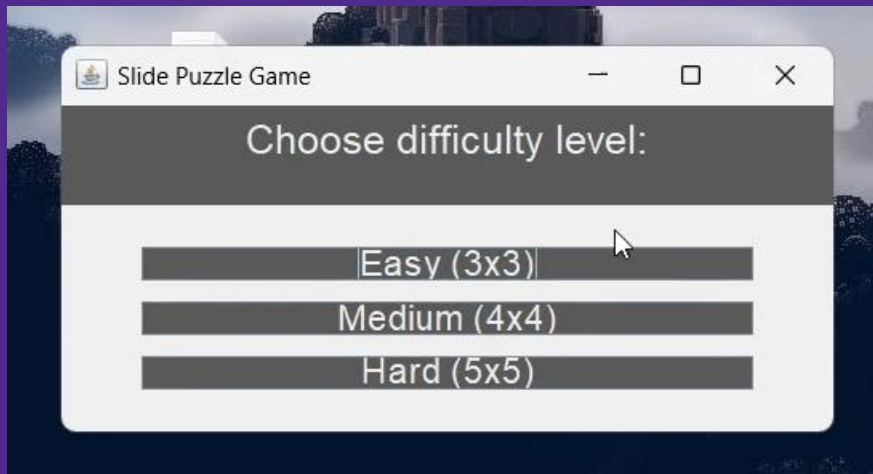 Slide Puzzle Game
Choose difficulty level:
Easy (3x3)
Medium (4x4)
Hard (5x5)